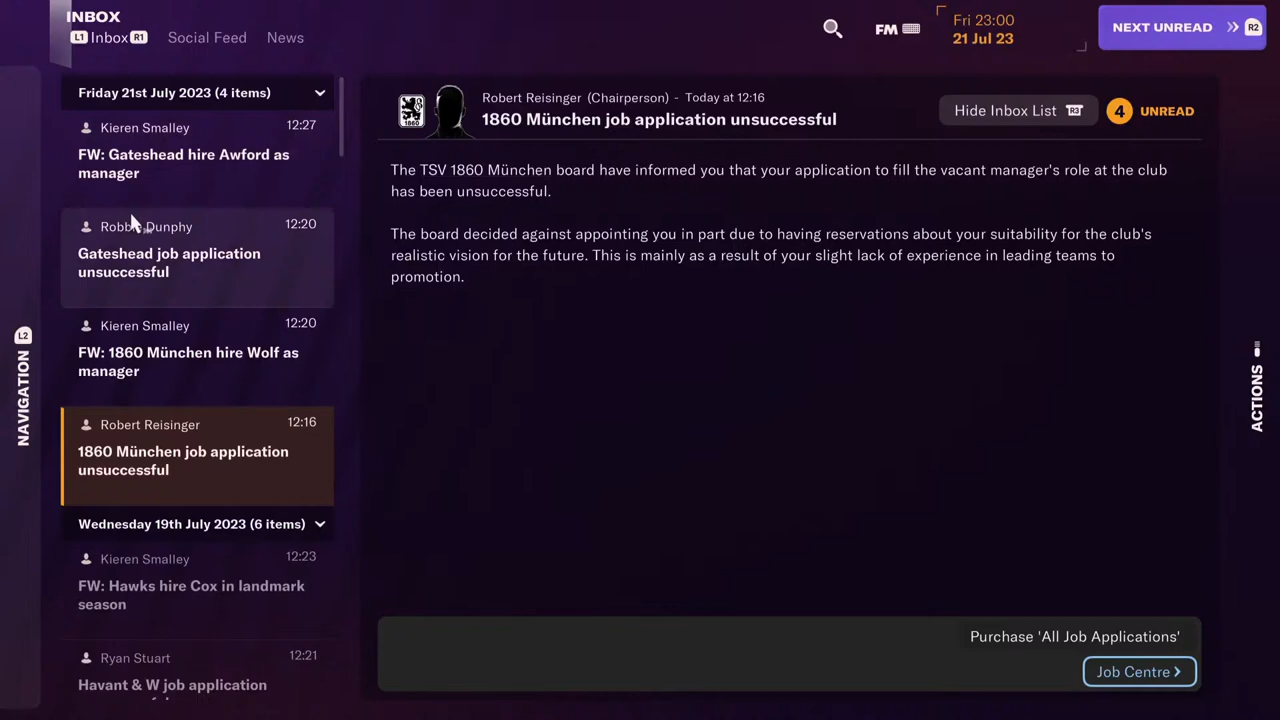 INBOX
L1 Inbox R1 Social Feed News
FM
Fri 23:00
21 Jul 23
NEXT UNREAD R2
NAVIGATION L2
Friday 21st July 2023 (4 items)
Kieren Smalley 12:27
FW: Gateshead hire Awford as
manager
Dunphy 12:20
Gateshead job application
unsuccessful
Kieren Smalley 12:20
FW: 1860 München hire Wolf as
manager
Robert Reisinger 12:16
1860 München job application
unsuccessful
Wednesday 19th July 2023 (6 items)
Kieren Smalley 12:23
FW: Hawks hire Cox in landmark
season
Ryan Stuart 12:21
Havant & W job application
1860
Robert Reisinger (Chairperson) - Today at 12:16
1860 München job application unsuccessful
Hide Inbox List R3
4 UNREAD
The TSV 1860 München board have informed you that your application to fill the vacant manager's role at the club
has been unsuccessful.
The board decided against appointing you in part due to having reservations about your suitability for the club's
realistic vision for the future. This is mainly as a result of your slight lack of experience in leading teams to
promotion.
Purchase 'All Job Applications'
Job Centre
ACTIONS